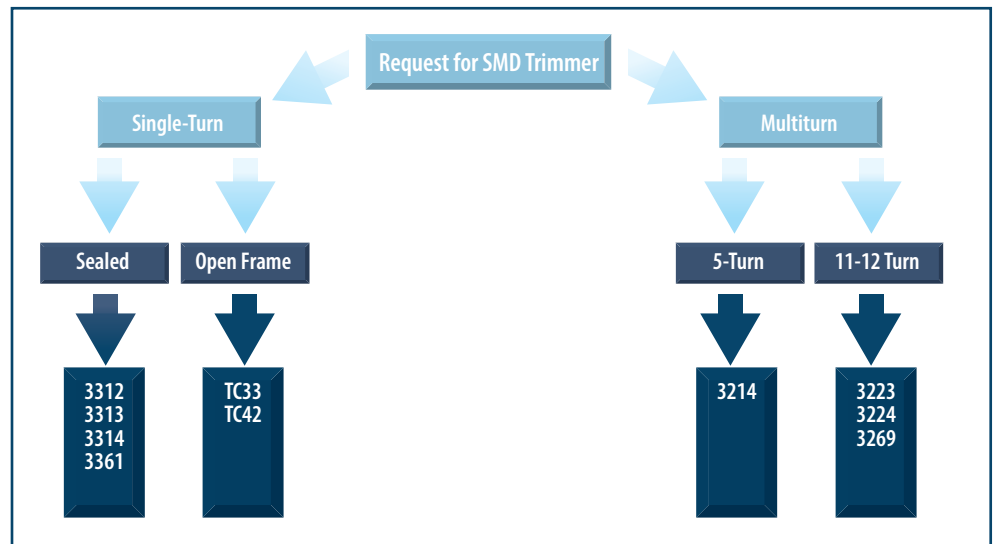 Request for SMD Trimmer
Single-Turn
Multiturn
Sealed
Open Frame
5-Turn
11-12 Turn
3312
3313
3314
3361
TC33
TC42
3214
3223
3224
3269